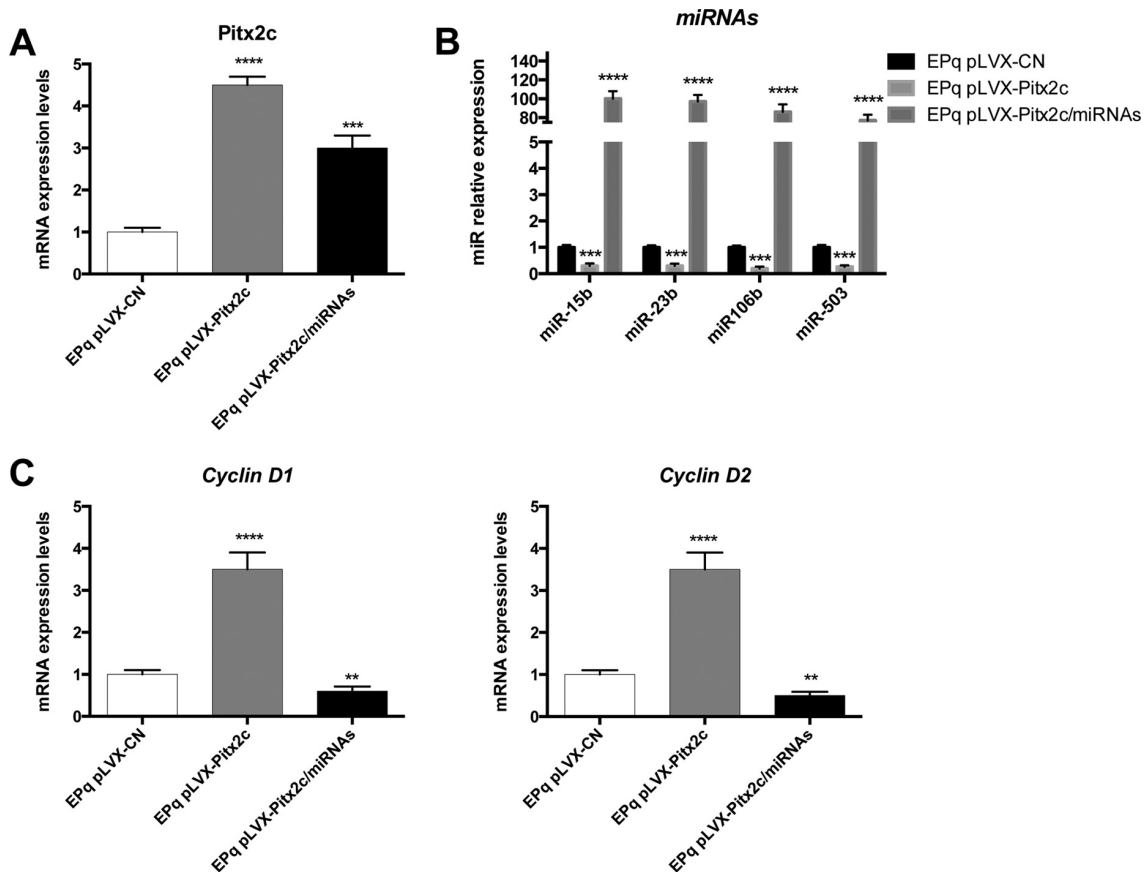 A
Pitx2c
mRNA expression levels
5
4
3
2
1
0
****
***
EPq pLVX-CN
EPq pLVX-Pitx2c
EPq pLVX-Pitx2c/miRNAs
B
miRNAs
miR relative expression
140
120
100
80
5
4
3
2
1
0
**** **** **** ****
*** *** *** ***
miR-15b
miR-23b
miR106b
miR-503
EPq pLVX-CN
EPq pLVX-Pitx2c
EPq pLVX-Pitx2c/miRNAs
C
Cyclin D1
mRNA expression levels
5
4
3
2
1
0
****
**
EPq pLVX-CN
EPq pLVX-Pitx2c
EPq pLVX-Pitx2c/miRNAs
Cyclin D2
mRNA expression levels
5
4
3
2
1
0
****
**
EPq pLVX-CN
EPq pLVX-Pitx2c
EPq pLVX-Pitx2c/miRNAs